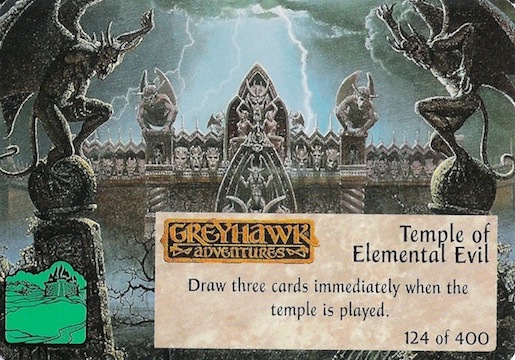 GREYHAWK
ADVENTURES
Temple of
Elemental Evil
Draw three cards immediately when the
temple is played.
124 of 400